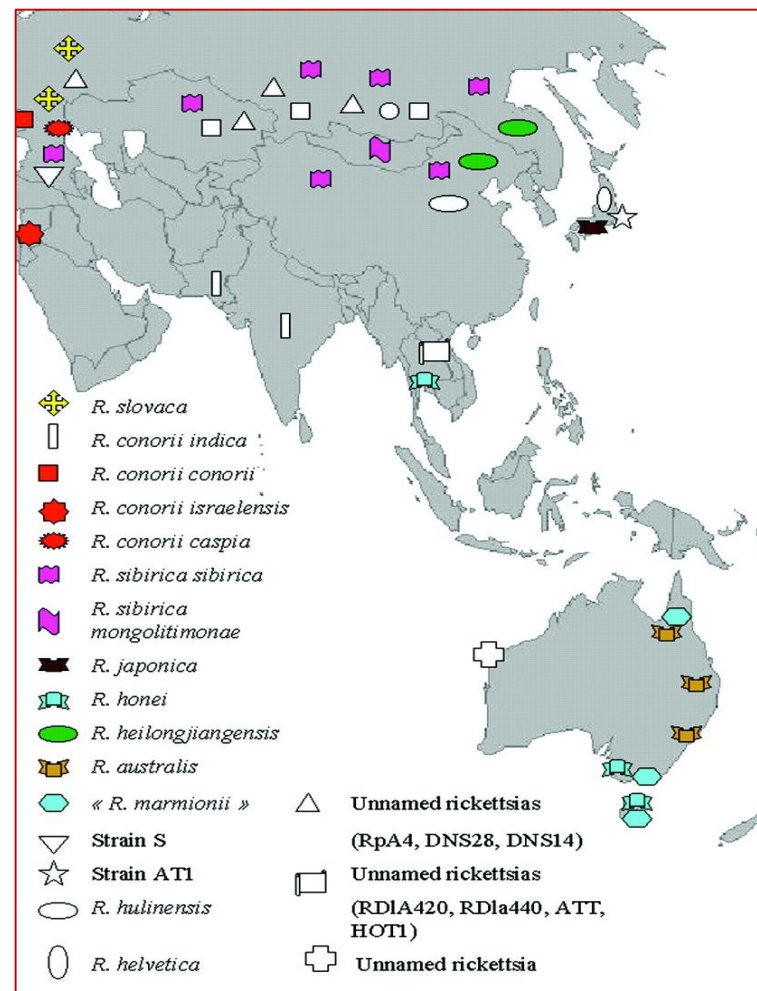 R. slovaca
R. conorii indica
R. conorii conorii
R. conorii israelensis
R. conorii caspia
R. sibirica sibirica
R. sibirica
mongolitimonae
R. japonica
R. honei
R. heilongjiangensis
R. australis
« R. marmionii »
Strain S
Strain AT1
R. hulinensis
R. helvetica
Unnamed rickettsias
(RpA4, DNS28, DNS14)
Unnamed rickettsias
(RDlA420, RDla440, ATT,
HOT1)
Unnamed rickettsia